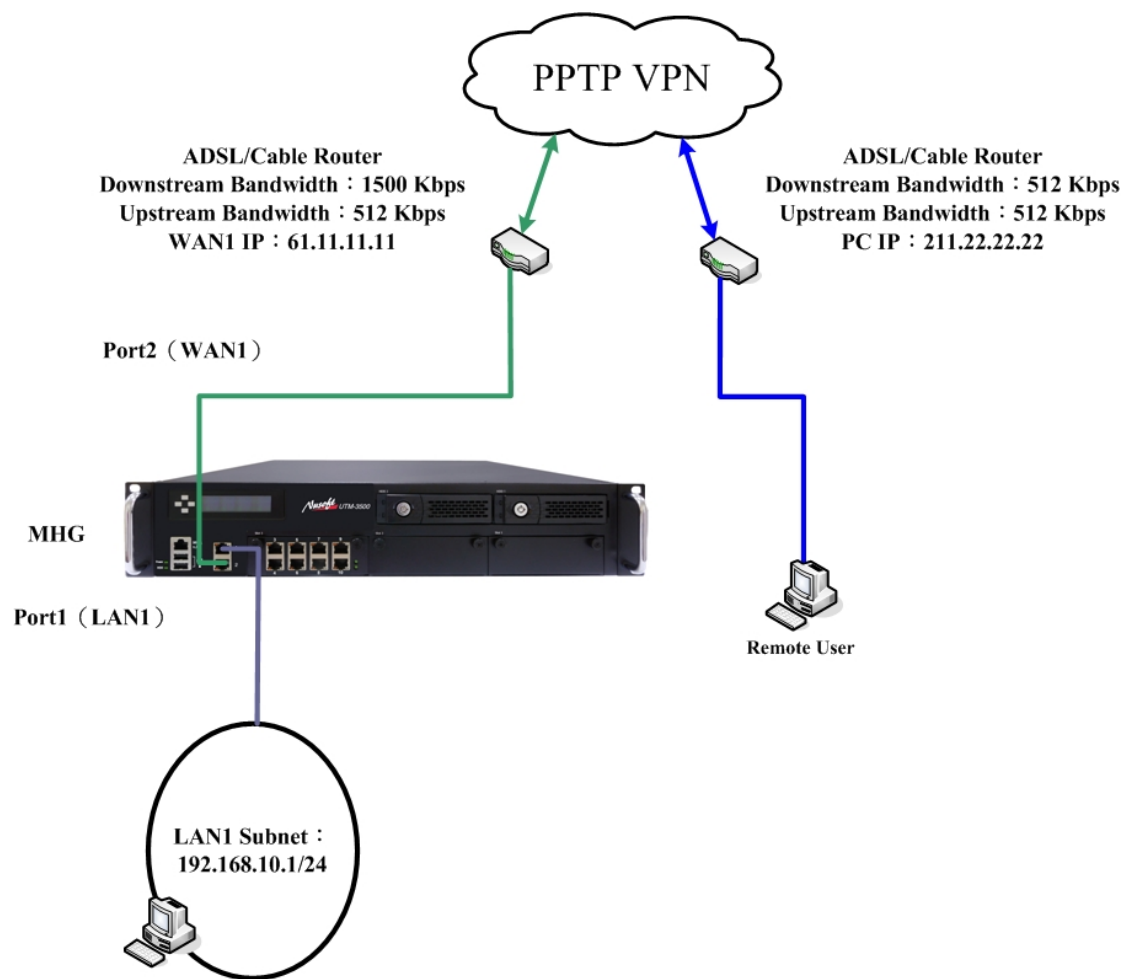 PPTP VPN
ADSL/Cable Router
Downstream Bandwidth：1500 Kbps
Upstream Bandwidth：512 Kbps
WAN1 IP：61.11.11.11
ADSL/Cable Router
Downstream Bandwidth：512 Kbps
Upstream Bandwidth：512 Kbps
PC IP：211.22.22.22
Port2（WAN1）
Nusoft UTM-3500
MHG
Port1（LAN1）
Remote User
LAN1 Subnet：
192.168.10.1/24